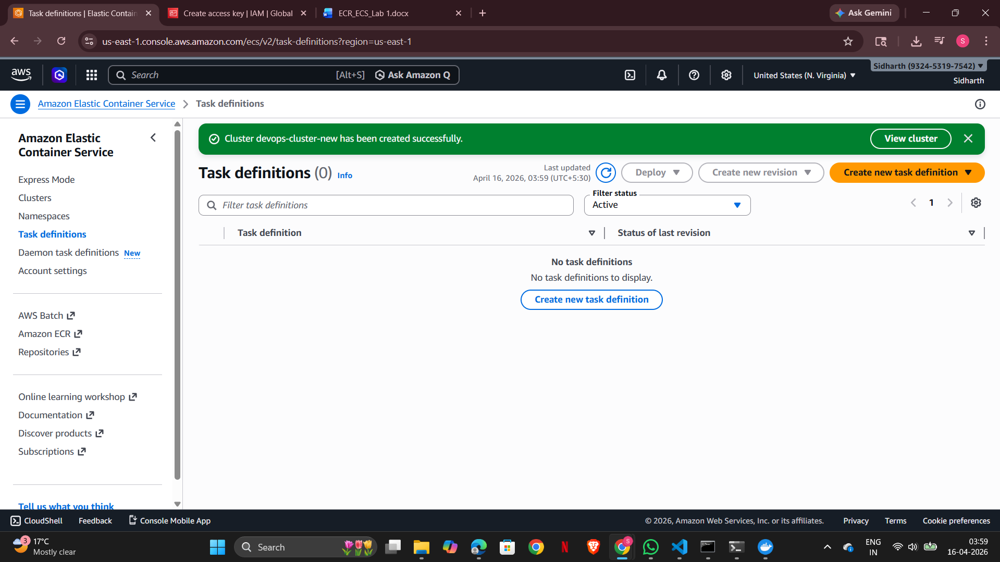 Task definitions | Elastic Contain
Create access key | IAM | Global
ECR_ECS_Lab 1.docx
Ask Gemini
us-east-1.console.aws.amazon.com/ecs/v2/task-definitions?region=us-east-1
S
aws
Search
[Alt+S]
Ask Amazon Q
United States (N. Virginia)
Sidharth (9324-5319-7542)
Sidharth
Amazon Elastic Container Service
Task definitions
Amazon Elastic
Container Service
Express Mode
Clusters
Namespaces
Task definitions
Daemon task definitions New
Account settings
AWS Batch
Amazon ECR
Repositories
Online learning workshop
Documentation
Discover products
Subscriptions
Tell us what you think
Cluster devops-cluster-new has been created successfully.
View cluster
Task definitions (0) Info
Last updated
April 16, 2026, 03:59 (UTC+5:30)
Deploy
Create new revision
Create new task definition
Filter task definitions
Filter status
Active
1
Task definition
Status of last revision
No task definitions
No task definitions to display.
Create new task definition
CloudShell
Feedback
Console Mobile App
© 2026, Amazon Web Services, Inc. or its affiliates.
Privacy
Terms
Cookie preferences
3
17°C
Mostly clear
Search
S
ENG
IN
03:59
16-04-2026